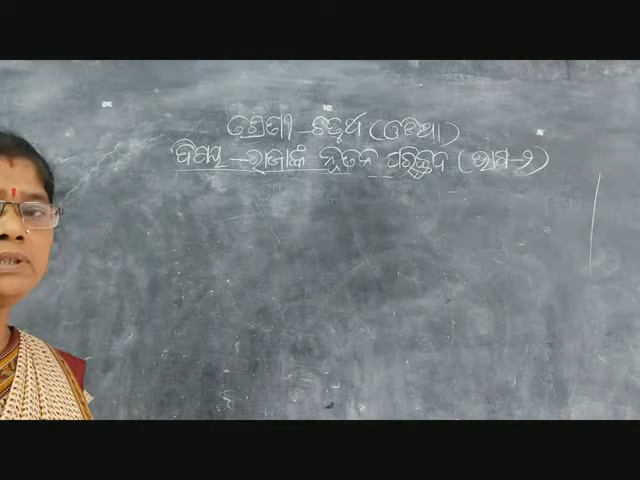 ଶ୍ରେଣୀ - ଚତୁର୍ଥ (ଓଡିଆ)
ବିଷୟ - ରାଜାଙ୍କ ନୂତନ ପରିଚ୍ଛଦ (ଭାଗ-୨)